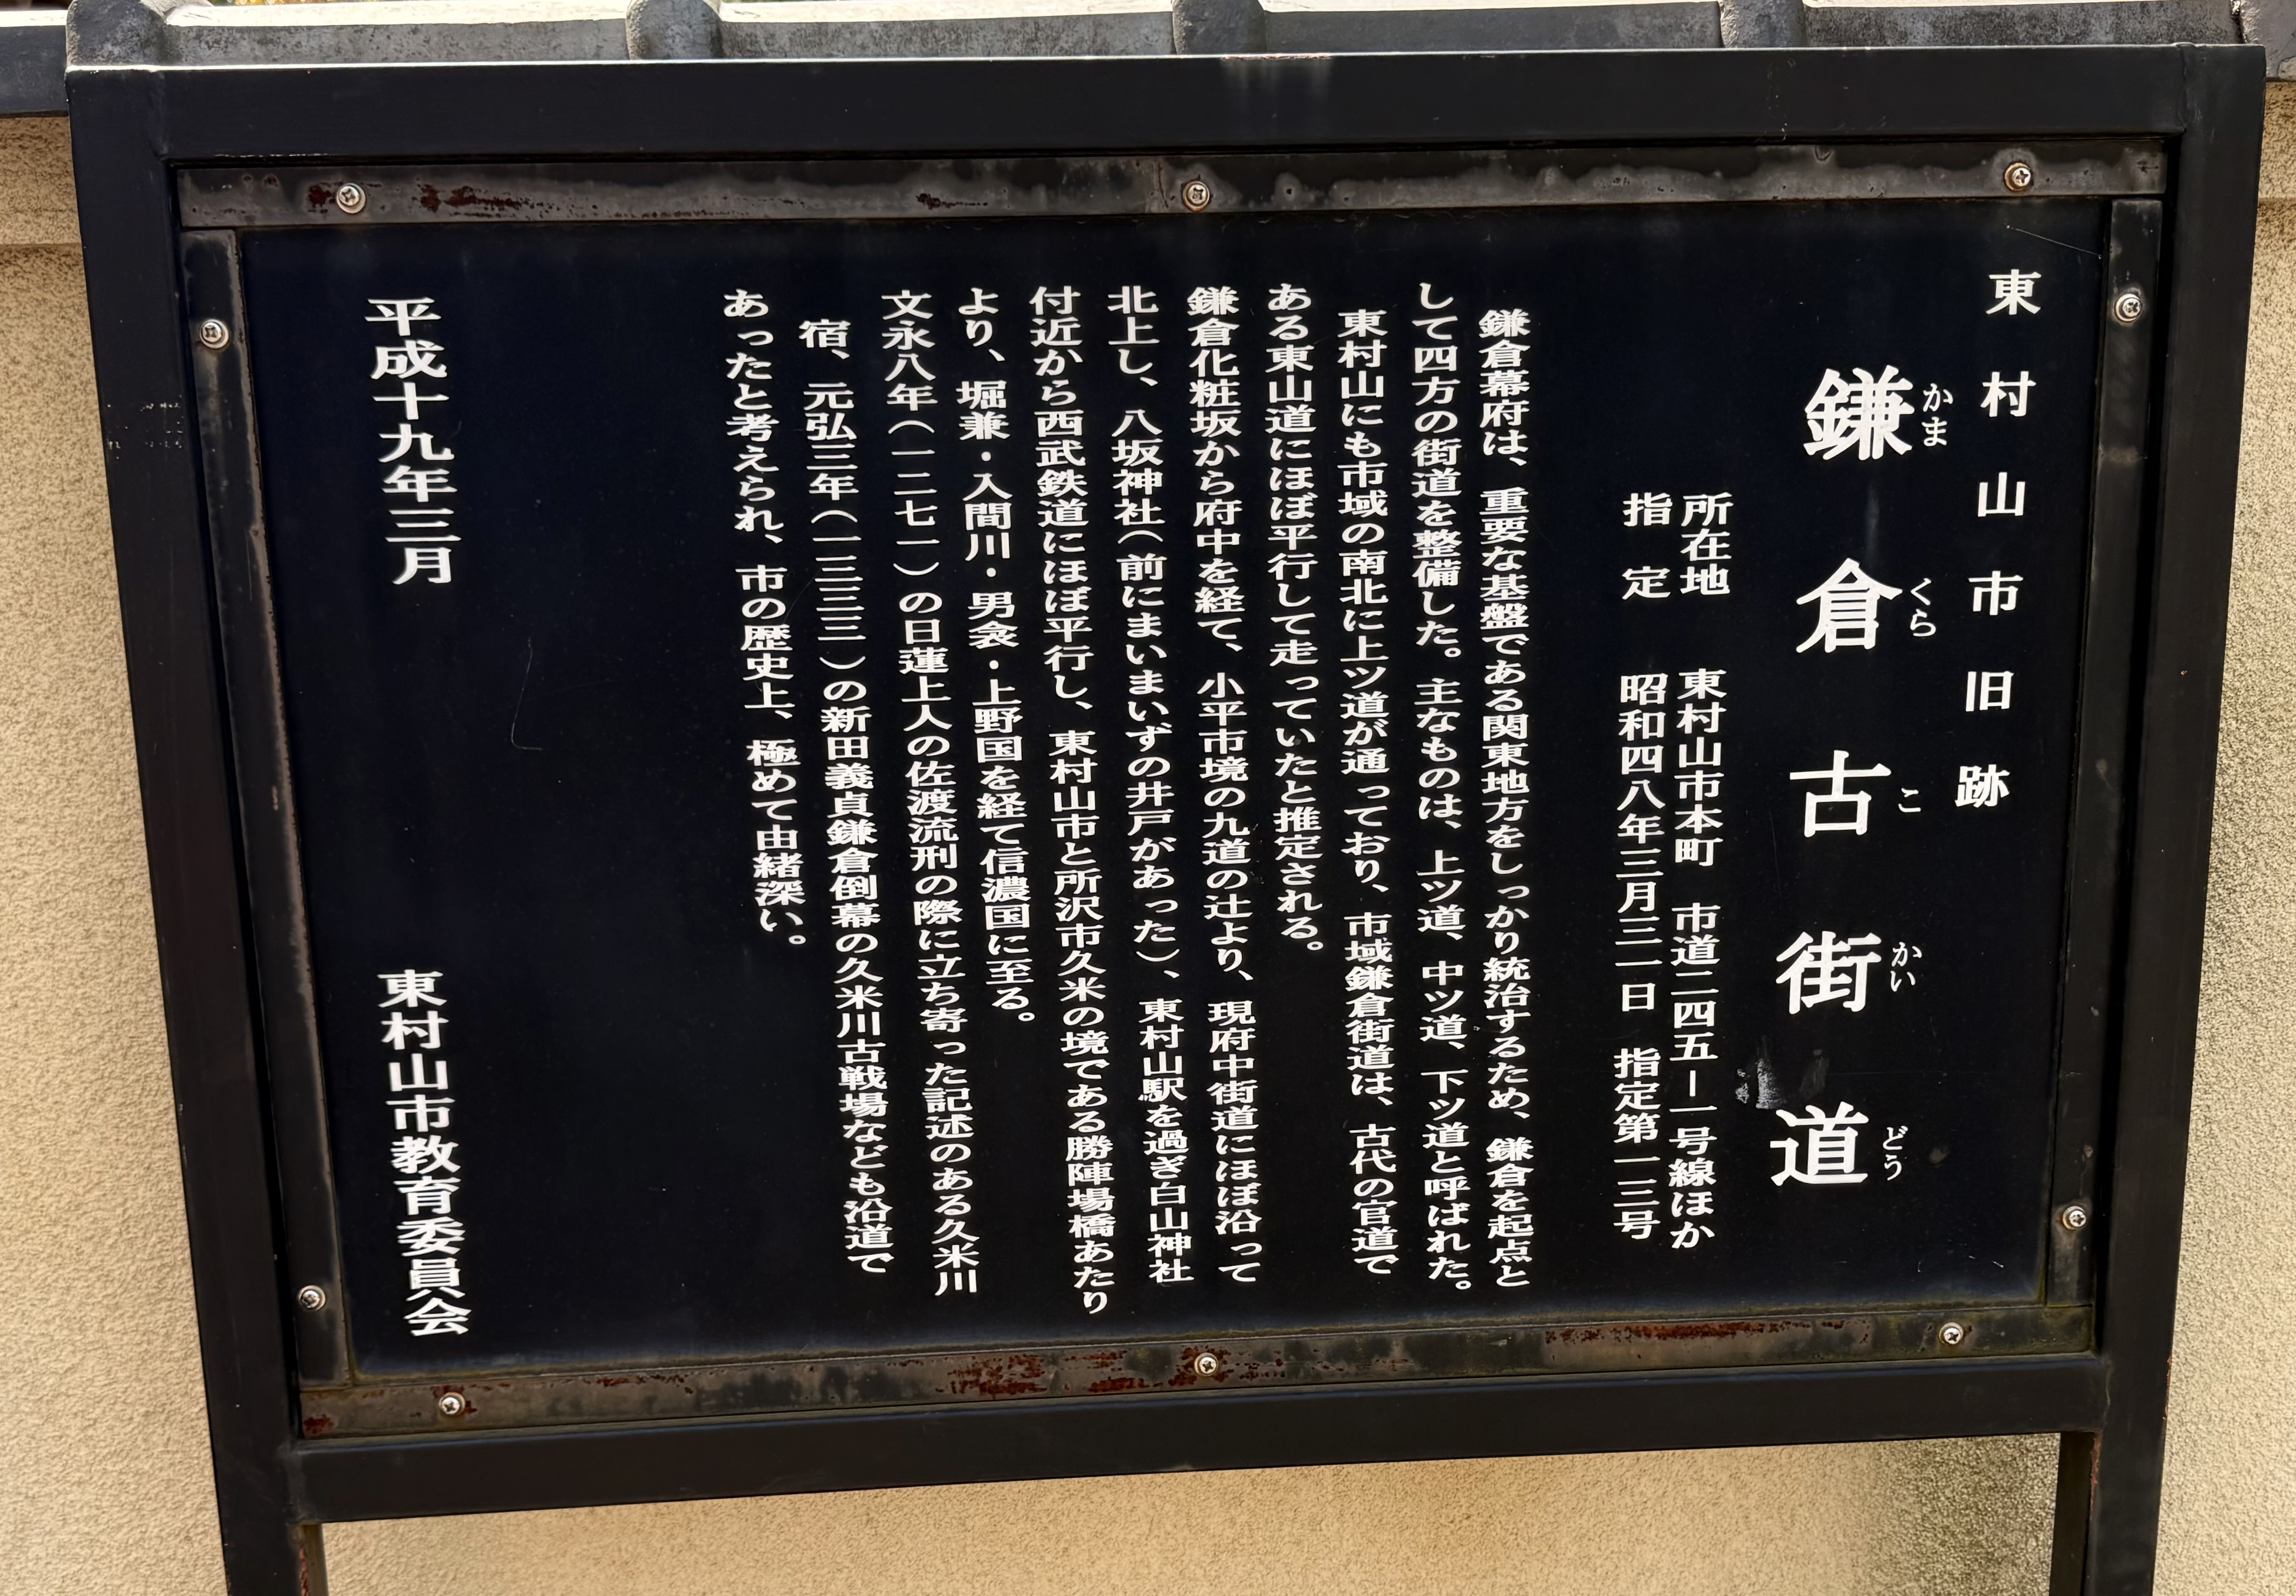 東村山市旧跡
鎌倉古街道
かまくらこかいどう
所在地　東村山市本町　市道二四五－一号線ほか
指定　昭和四八年三月三一日　指定第一三号
鎌倉幕府は、重要な基盤である関東地方をしっかり統治するため、鎌倉を起点と
して四方の街道を整備した。主なものは、上ツ道、中ツ道、下ツ道と呼ばれた。
東村山にも市域の南北に上ツ道が通っており、市域鎌倉街道は、古代の官道で
ある東山道にほぼ平行して走っていたと推定される。
鎌倉化粧坂から府中を経て、小平市境の九道の辻より、現府中街道にほぼ沿って
北上し、八坂神社（前にまいまいずの井戸があった）、東村山駅を過ぎ白山神社
付近から西武鉄道にほぼ平行し、東村山市と所沢市久米の境である勝陣場橋あたり
より、堀兼・入間川・男衾・上野国を経て信濃国に至る。
文永八年（一二七一）の日蓮上人の佐渡流刑の際に立ち寄った記述のある久米川
宿、元弘三年（一三三三）の新田義貞鎌倉倒幕の久米川古戦場なども沿道で
あったと考えられ、市の歴史上、極めて由緒深い。
平成十九年三月
東村山市教育委員会